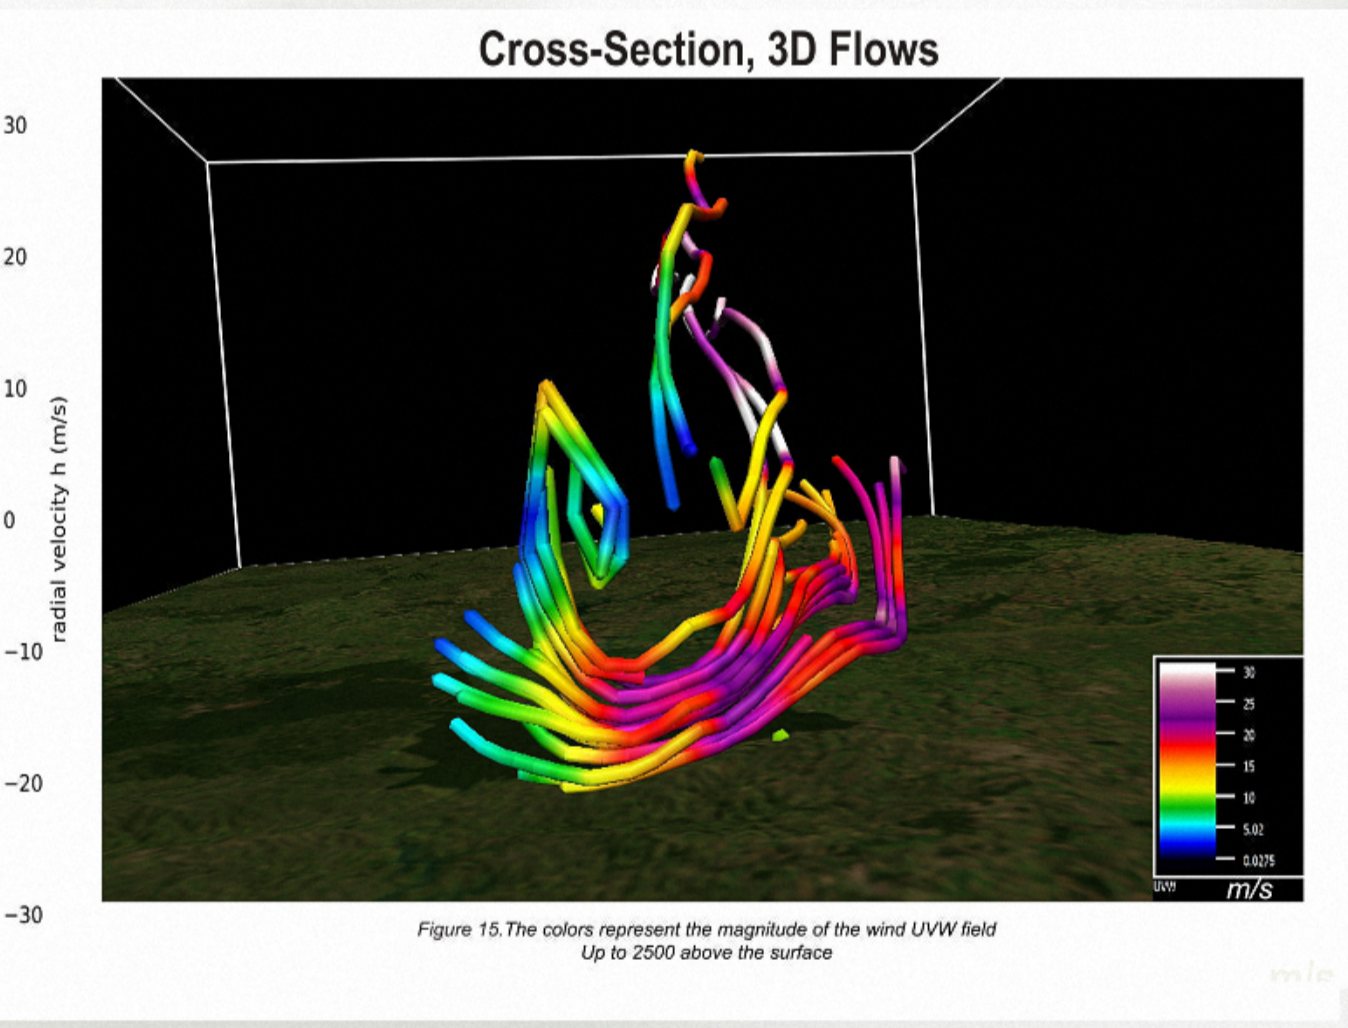 Cross-Section, 3D Flows
30
20
10
0
−10
−20
−30
radial velocity h (m/s)
30
25
20
15
10
5.02
0.0275
UVW
m/s
Figure 15.The colors represent the magnitude of the wind UVW field
Up to 2500 above the surface